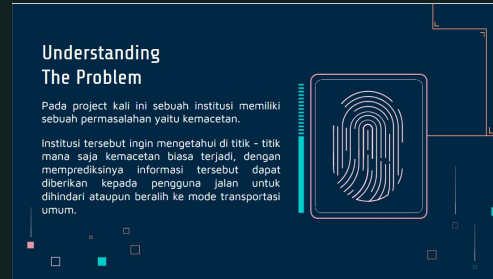 Understanding
The Problem
Pada project kali ini sebuah institusi memiliki
sebuah permasalahan yaitu kemacetan.
Institusi tersebut ingin mengetahui di titik - titik
mana saja kemacetan biasa terjadi, dengan
memprediksinya informasi tersebut dapat
diberikan kepada pengguna jalan untuk
dihindari ataupun beralih ke mode transportasi
umum.